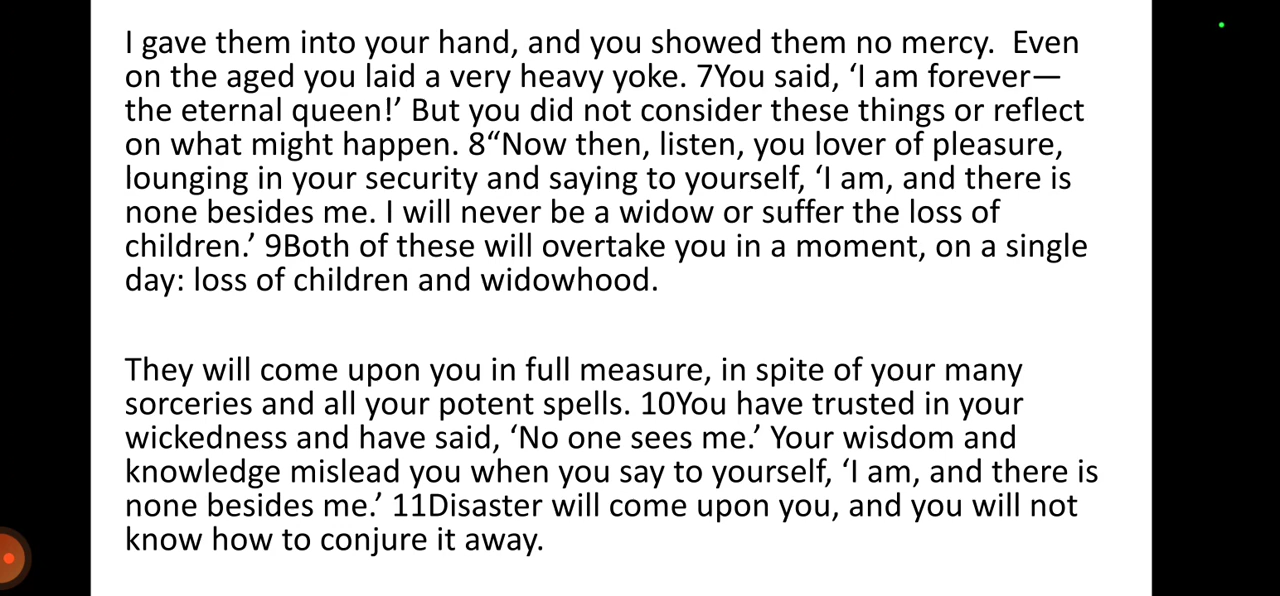 I gave them into your hand, and you showed them no mercy.  Even
on the aged you laid a very heavy yoke. 7You said, ‘I am forever—
the eternal queen!’ But you did not consider these things or reflect
on what might happen. 8“Now then, listen, you lover of pleasure,
lounging in your security and saying to yourself, ‘I am, and there is
none besides me. I will never be a widow or suffer the loss of
children.’ 9Both of these will overtake you in a moment, on a single
day: loss of children and widowhood.
They will come upon you in full measure, in spite of your many
sorceries and all your potent spells. 10You have trusted in your
wickedness and have said, ‘No one sees me.’ Your wisdom and
knowledge mislead you when you say to yourself, ‘I am, and there is
none besides me.’ 11Disaster will come upon you, and you will not
know how to conjure it away.